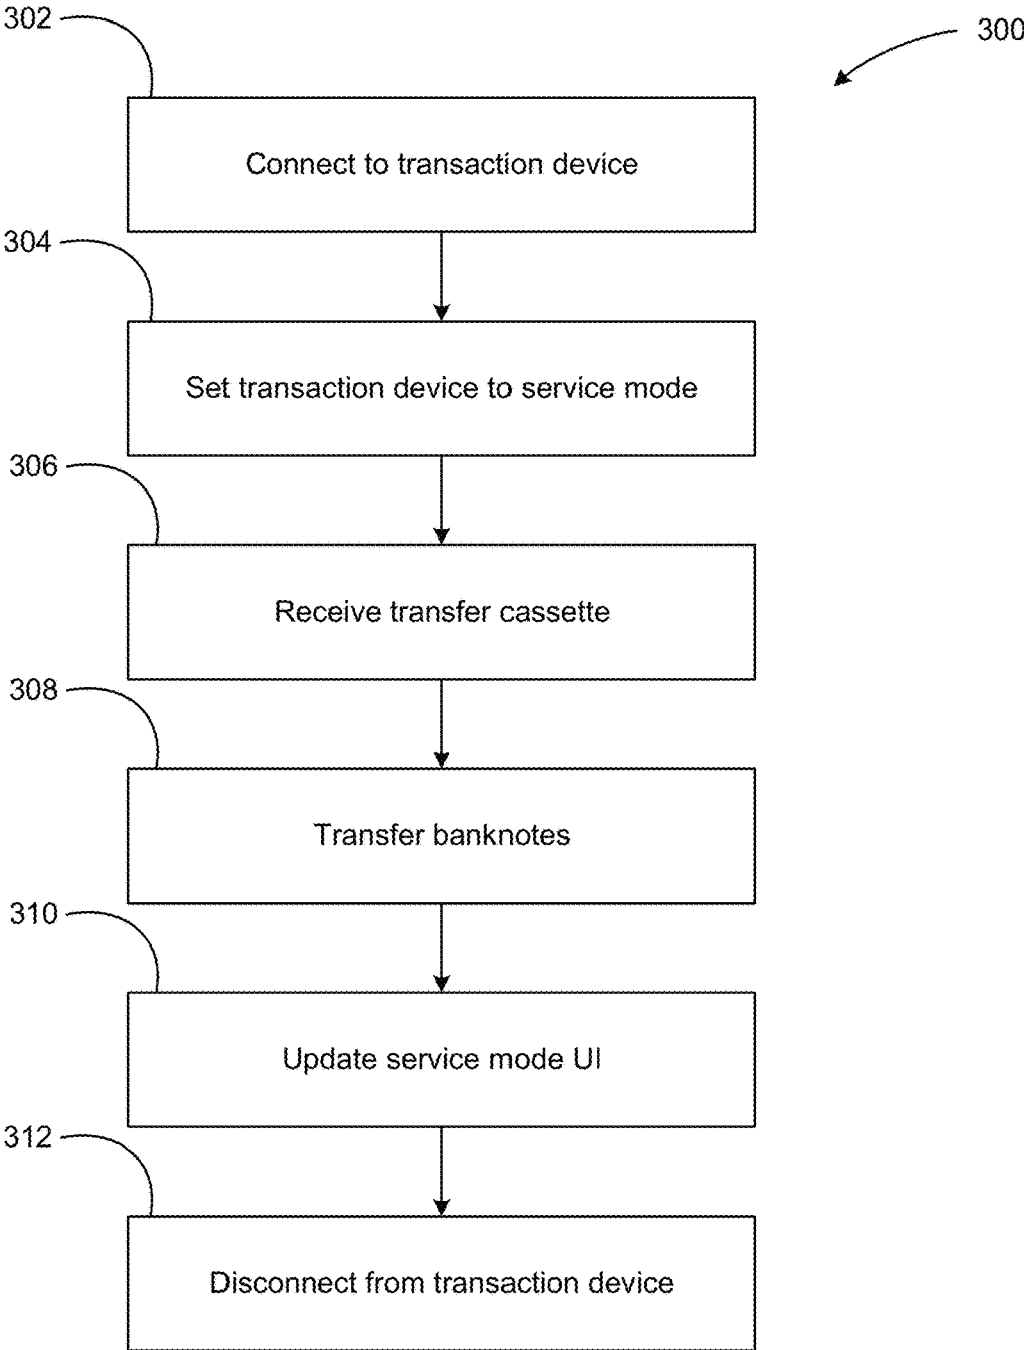 302
300
Connect to transaction device
304
Set transaction device to service mode
306
Receive transfer cassette
308
Transfer banknotes
310
Update service mode UI
312
Disconnect from transaction device